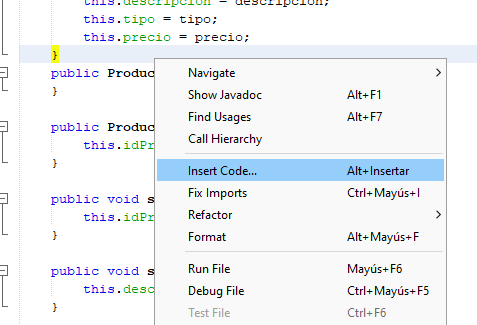 this.descripcion = descripcion;
this.tipo = tipo;
this.precio = precio;
}
public Produc
}
public Produc
this.idPr
}
public void s
this.idPr
}
public void s
this.desc
}
Navigate
Show Javadoc Alt+F1
Find Usages Alt+F7
Call Hierarchy
Insert Code... Alt+Insertar
Fix Imports Ctrl+Mayús+I
Refactor
Format Alt+Mayús+F
Run File Mayús+F6
Debug File Ctrl+Mayús+F5
Test File Ctrl+F6